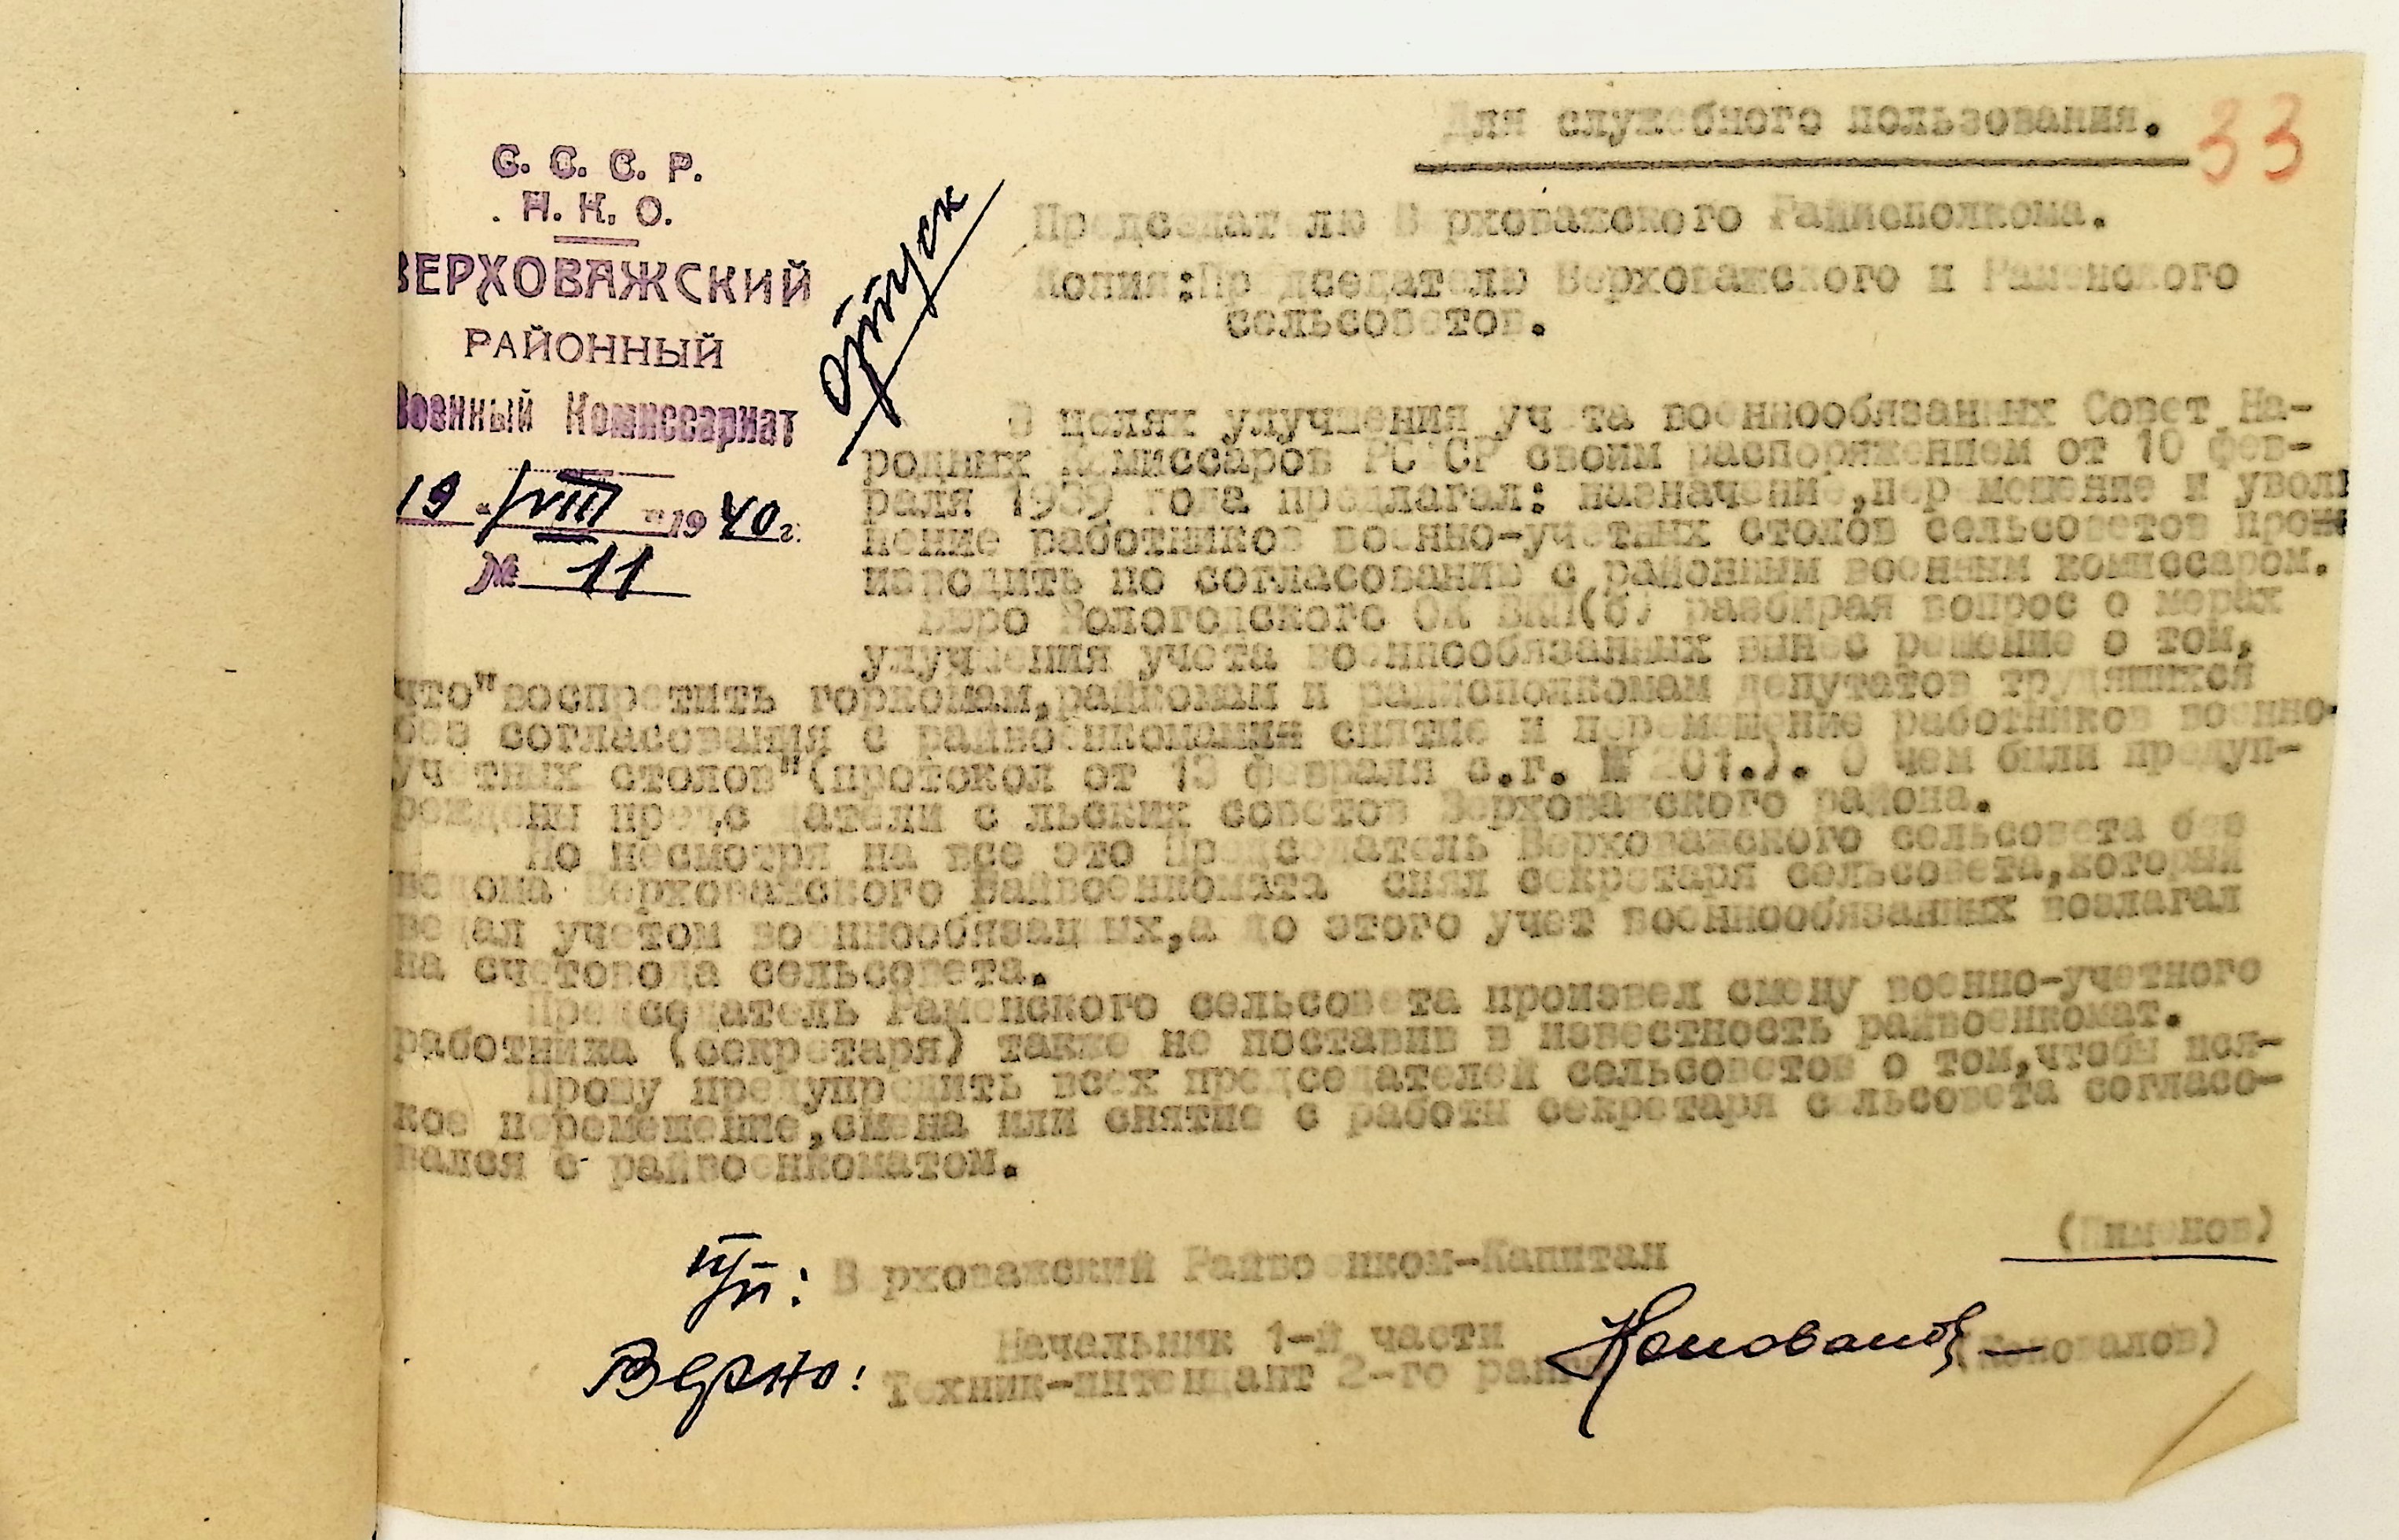 Для служебного пользования.
33
С. С. С. Р.
Н. К. О.
ВЕРХОВАЖСКИЙ
РАЙОННЫЙ
Военный Комиссариат
19 " VIII " 1940 г.
№ 11
отпуск
Председателю Верховажского Райисполкома.
Копия:Председателю Верховажского и Раменского
сельсоветов.
В целях улучшения учета военнообязанных Совет На-
родных Комиссаров РСФСР своим распоряжением от 10 фев-
раля 1939 года предлагал: назначение,перемещение и уволь
нение работников военно-учетных столов сельсоветов прои
изводить по согласованию с районным военным комиссаром.
Бюро Вологодского ОК ВКП(б) разбирая вопрос о мерах
улучшения учета военнообязанных вынес решение о том,
что"воспретить горкомам,райкомам и райисполкомам депутатов трудящихся
без согласования с райвоенкомами снятие и перемещение работников военно-
учетных столов"(протокол от 13 февраля с.г. № 201.). О чем были предуп-
реждены председатели сельских советов Верховажского района.
Но несмотря на все это Председатель Верховажского сельсовета без
ведома Верховажского Райвоенкомата снял секретаря сельсовета,который
ведал учетом военнообязаных,а до этого учет военнообязанных возлагал
на счетовода сельсовета.
Председатель Раменского сельсовета произвел смену военно-учетного
работника (секретаря) также не поставив в известность райвоенкомат.
Прошу предупредить всех председателей сельсоветов о том,чтобы вся-
кое перемещение,смена или снятие с работы секретаря сельсовета согласо-
вался с райвоенкоматом.
п/п: Верховажский Райвоенком-Капитан (Пименов)
Верно: Начальник 1-й части
Техник-интендант 2-го ранга Коновалов (Коновалов)